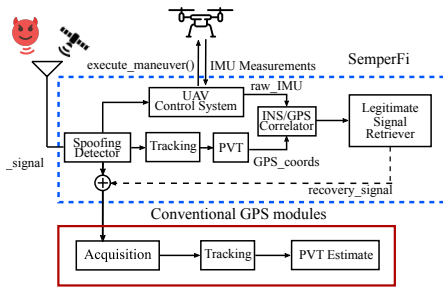 execute_maneuver()
IMU Measurements
SemperFi
raw_IMU
UAV
Control System
INS/GPS
Correlator
Legitimate
Signal
Retriever
_signal
Spoofing
Detector
Tracking
PVT
GPS_coords
recovery_signal
Conventional GPS modules
Acquisition
Tracking
PVT Estimate